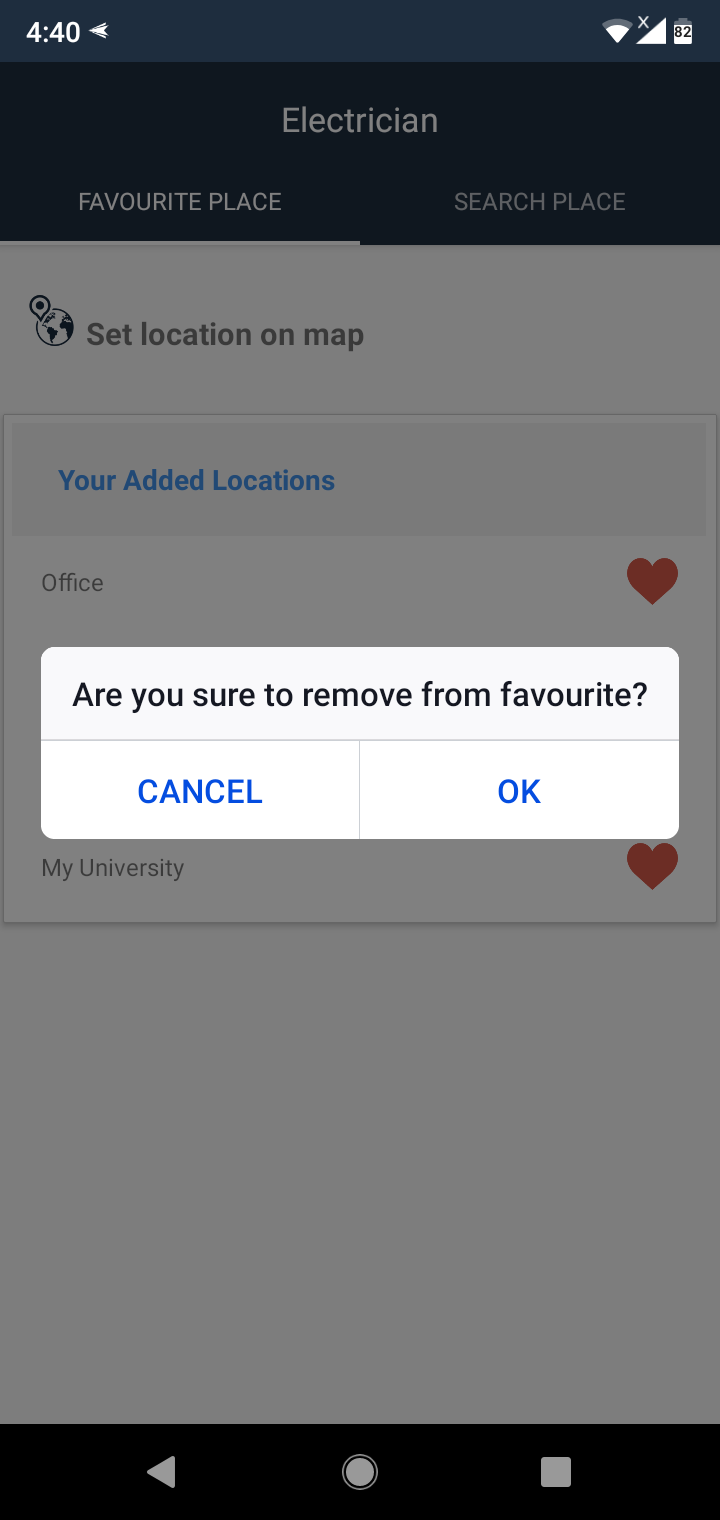 4:40
82
Electrician
FAVOURITE PLACE
SEARCH PLACE
Set location on map
Your Added Locations
Office
Are you sure to remove from favourite?
CANCEL
OK
My University